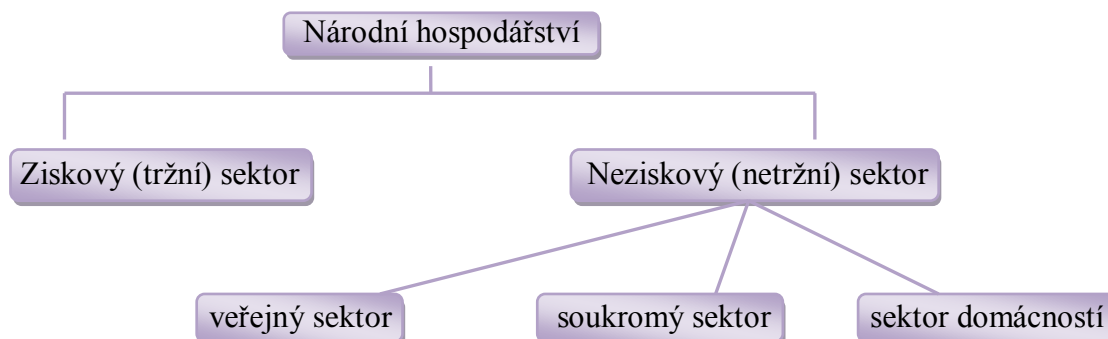 Národní hospodářství
Ziskový (tržní) sektor
Neziskový (netržní) sektor
veřejný sektor
soukromý sektor
sektor domácností